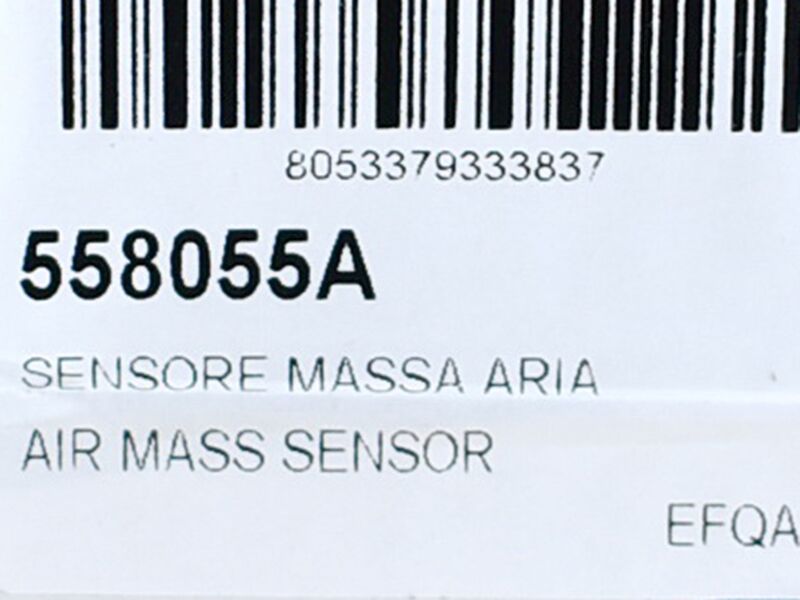 8053379333837
558055A
SENSORE MASSA ARIA
AIR MASS SENSOR
EFQA